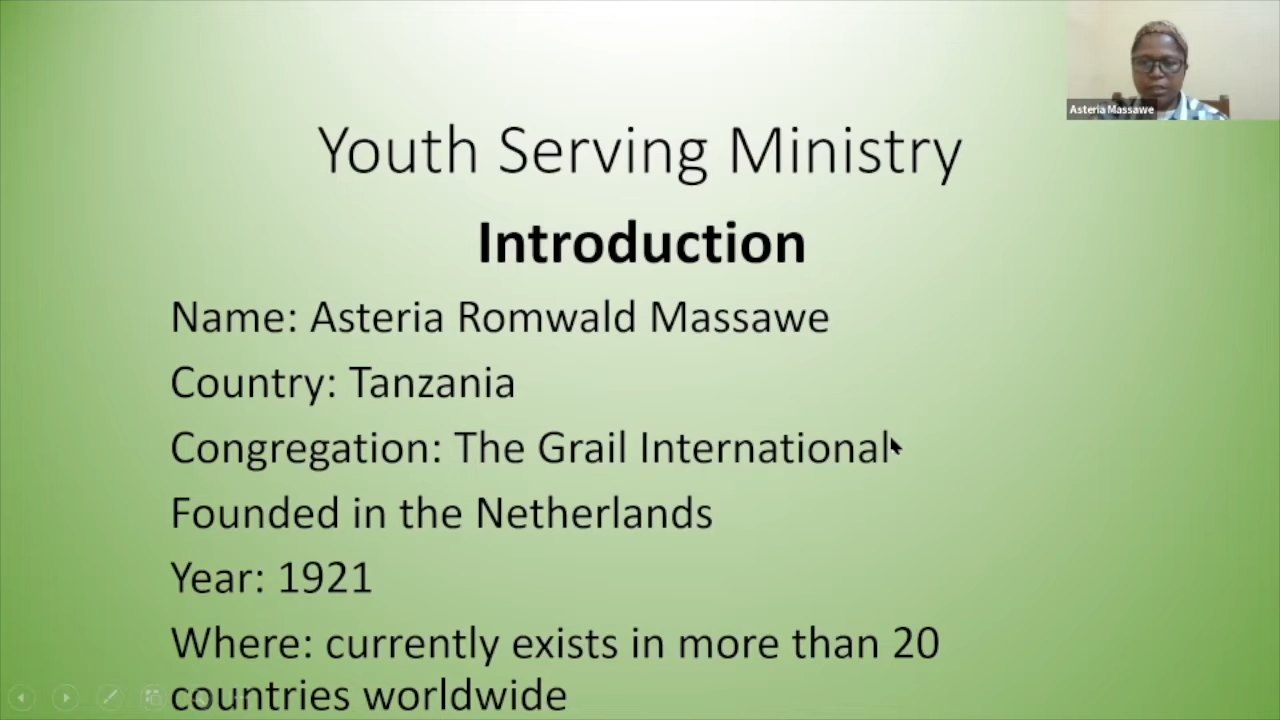 Asteria Massawe
Youth Serving Ministry
Introduction
Name: Asteria Romwald Massawe
Country: Tanzania
Congregation: The Grail International
Founded in the Netherlands
Year: 1921
Where: currently exists in more than 20
countries worldwide